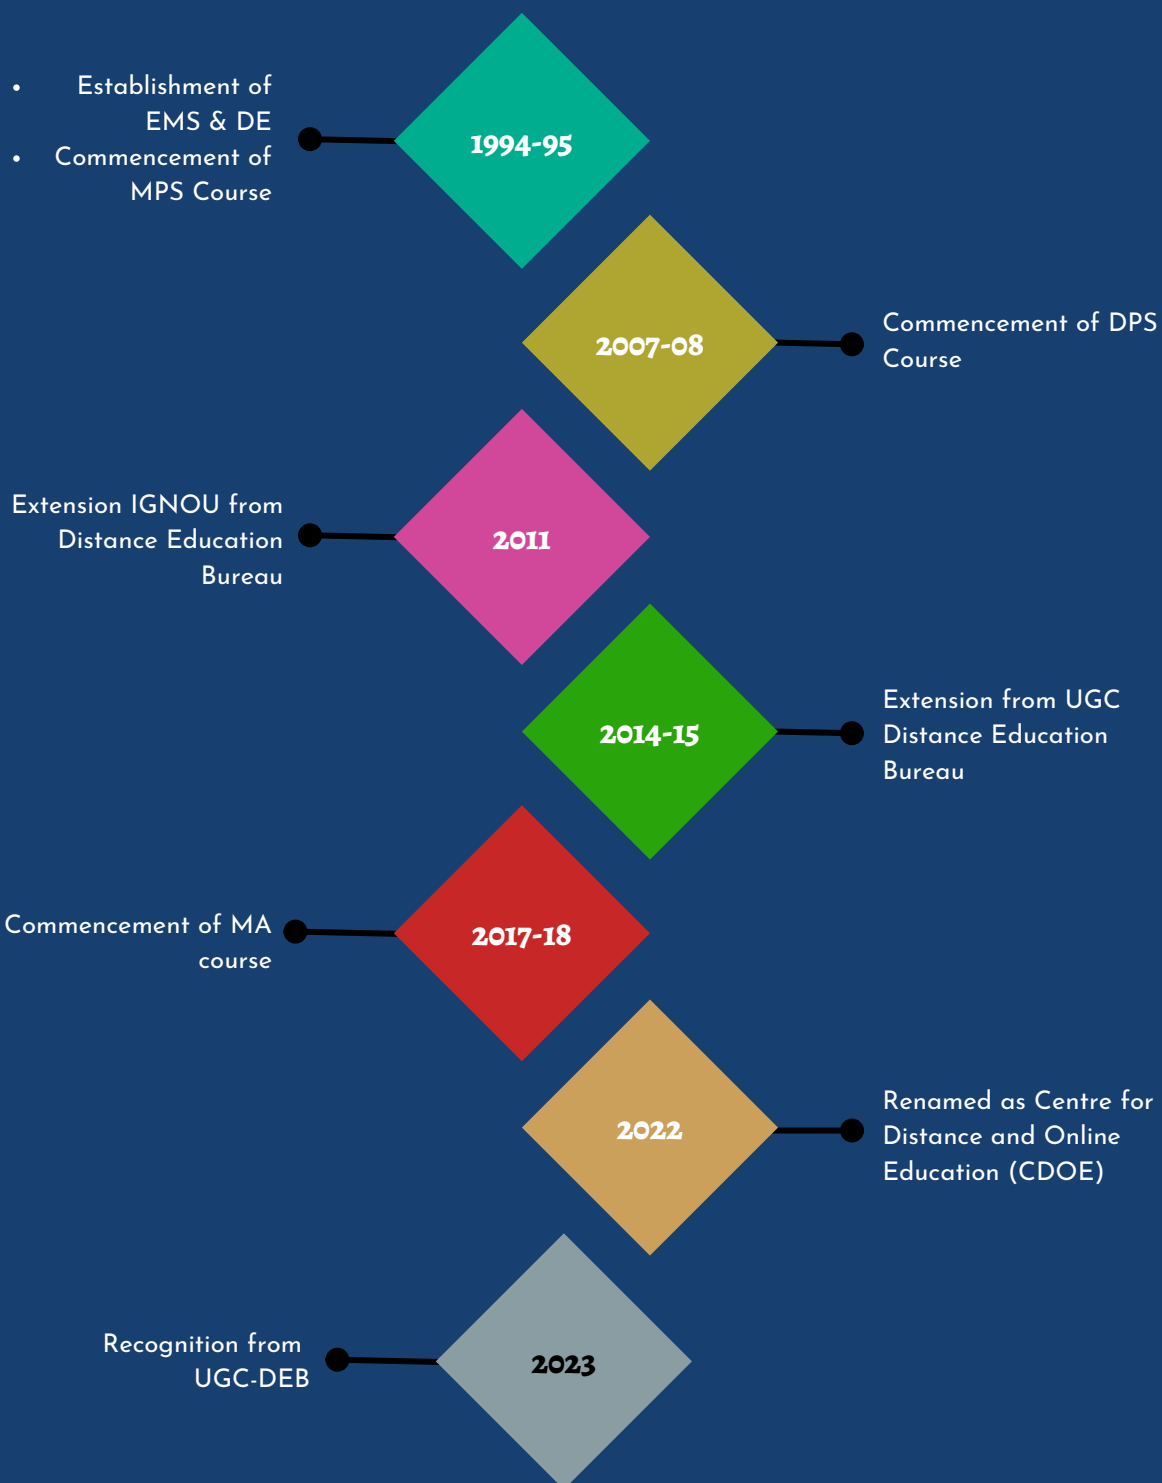 • Establishment of
EMS & DE
• Commencement of
MPS Course
1994-95
2007-08
Commencement of DPS
Course
Extension IGNOU from
Distance Education
Bureau
2011
2014-15
Extension from UGC
Distance Education
Bureau
Commencement of MA
course
2017-18
2022
Renamed as Centre for
Distance and Online
Education (CDOE)
Recognition from
UGC-DEB
2023